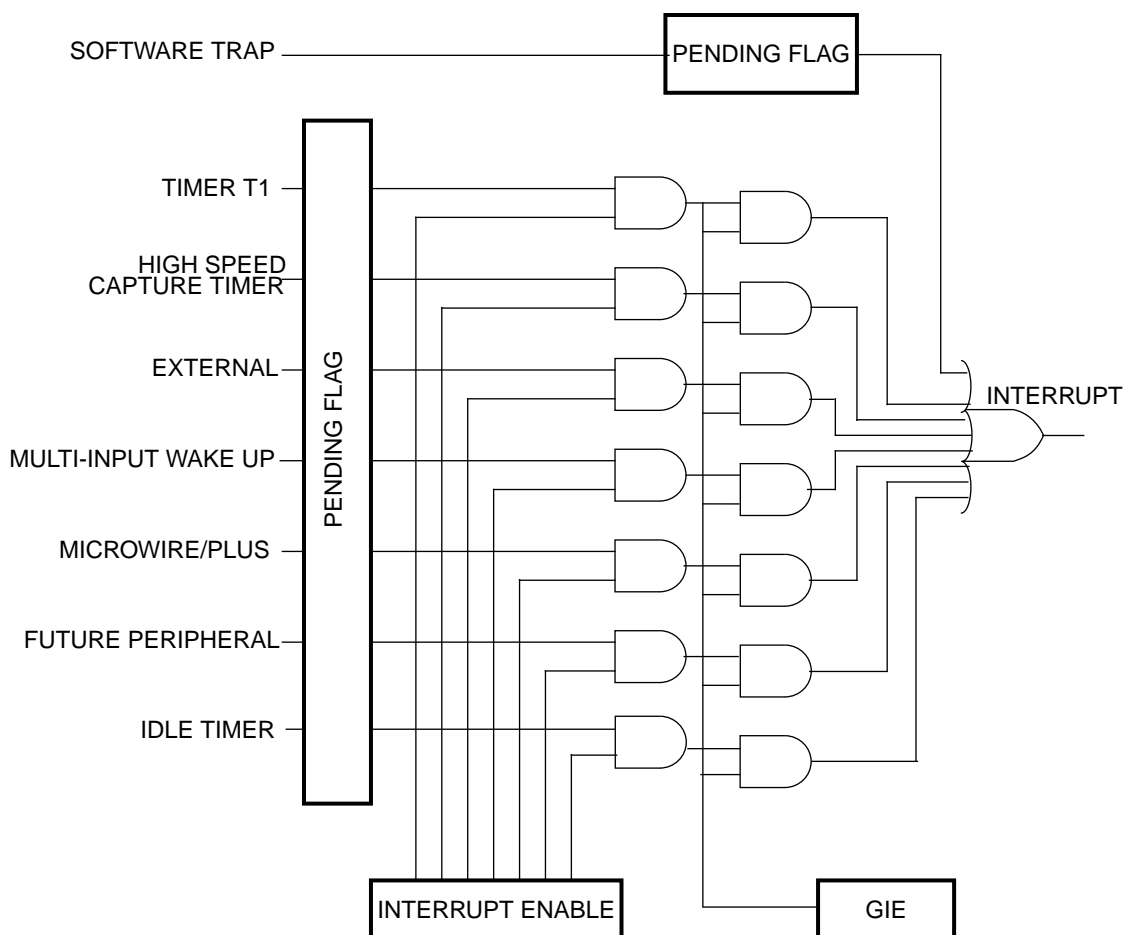 SOFTWARE TRAP
PENDING FLAG
TIMER T1
HIGH SPEED
CAPTURE TIMER
EXTERNAL
MULTI-INPUT WAKE UP
MICROWIRE/PLUS
FUTURE PERIPHERAL
IDLE TIMER
PENDING FLAG
INTERRUPT
INTERRUPT ENABLE
GIE